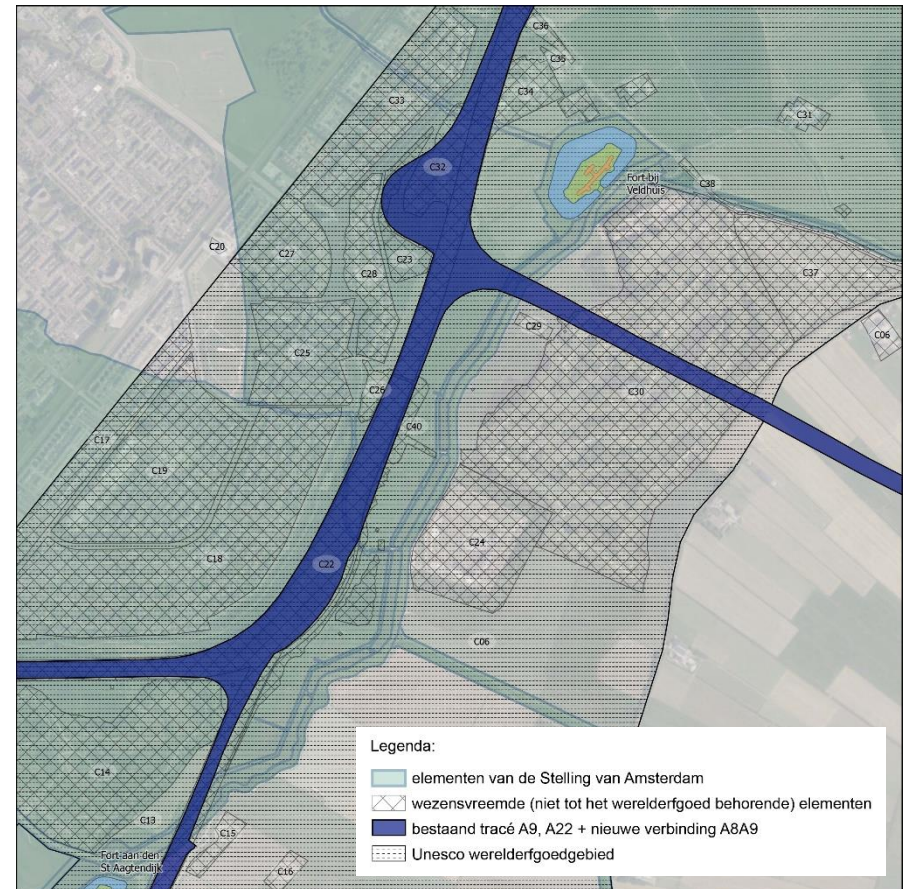 C36
C35
C34
C33
C31
C32
Fort bij
Veldhuis
C38
C20
C27
C23
C28
C37
C29
C06
C25
C26
C30
C40
C17
C19
C24
C18
C22
C06
C14
C13
C15
C16
Fort aan den
St Aagtendijk
Legenda:
elementen van de Stelling van Amsterdam
wezensvreemde (niet tot het werelderfgoed behorende) elementen
bestaand tracé A9, A22 + nieuwe verbinding A8A9
Unesco werelderfgoedgebied